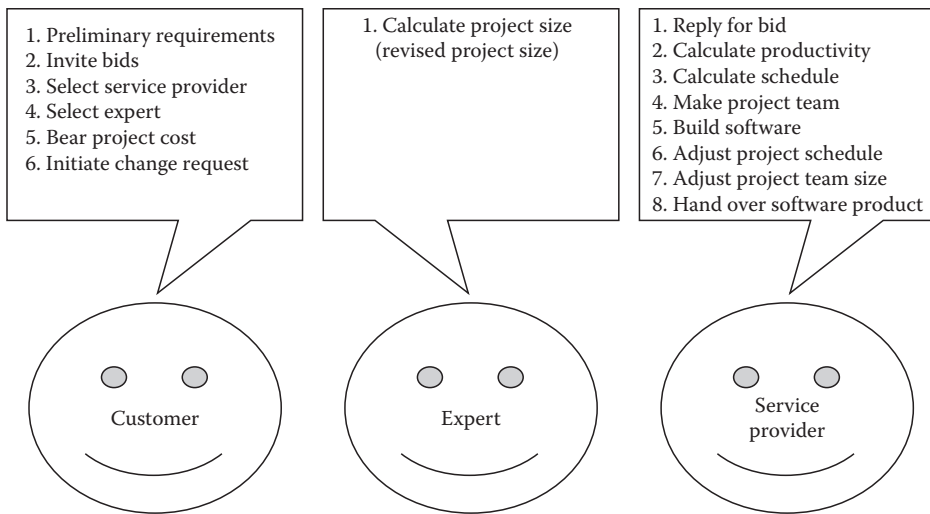 1. Preliminary requirements
2. Invite bids
3. Select service provider
4. Select expert
5. Bear project cost
6. Initiate change request
1. Calculate project size
(revised project size)
1. Reply for bid
2. Calculate productivity
3. Calculate schedule
4. Make project team
5. Build software
6. Adjust project schedule
7. Adjust project team size
8. Hand over software product
Customer
Expert
Service
provider